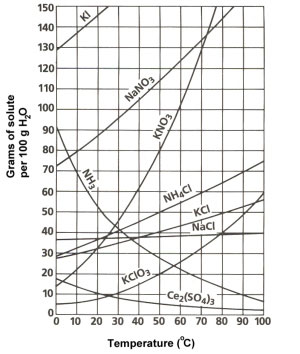 Grams of solute
per 100 g H₂O
150
140
130
120
110
100
90
80
70
60
50
40
30
20
10
0
KI
NaNO₃
KNO₃
NH₃
NH₄Cl
KCl
NaCl
KClO₃
Ce₂(SO₄)₃
0 10 20 30 40 50 60 70 80 90 100
Temperature (°C)